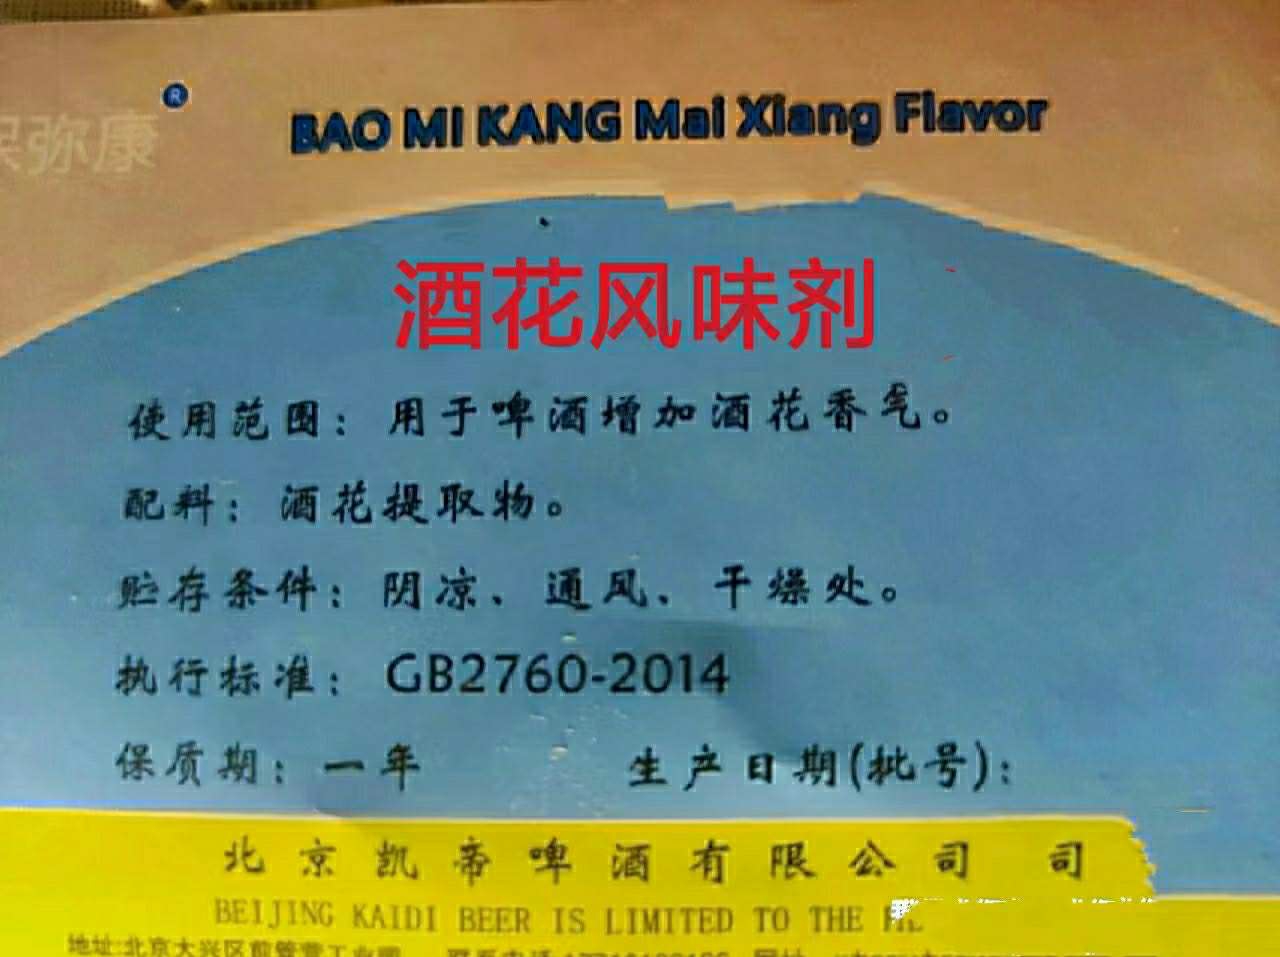 ®
保弥康
BAO MI KANG Mai Xiang Flavor
酒花风味剂
使用范围：用于啤酒增加酒花香气。
配料：酒花提取物。
贮存条件：阴凉、通风、干燥处。
执行标准：GB2760-2014
保质期：一年 生产日期(批号)：
北京凯帝啤酒有限公司 司
BEIJING KAIDI BEER IS LIMITED TO THE
地址:北京大兴区